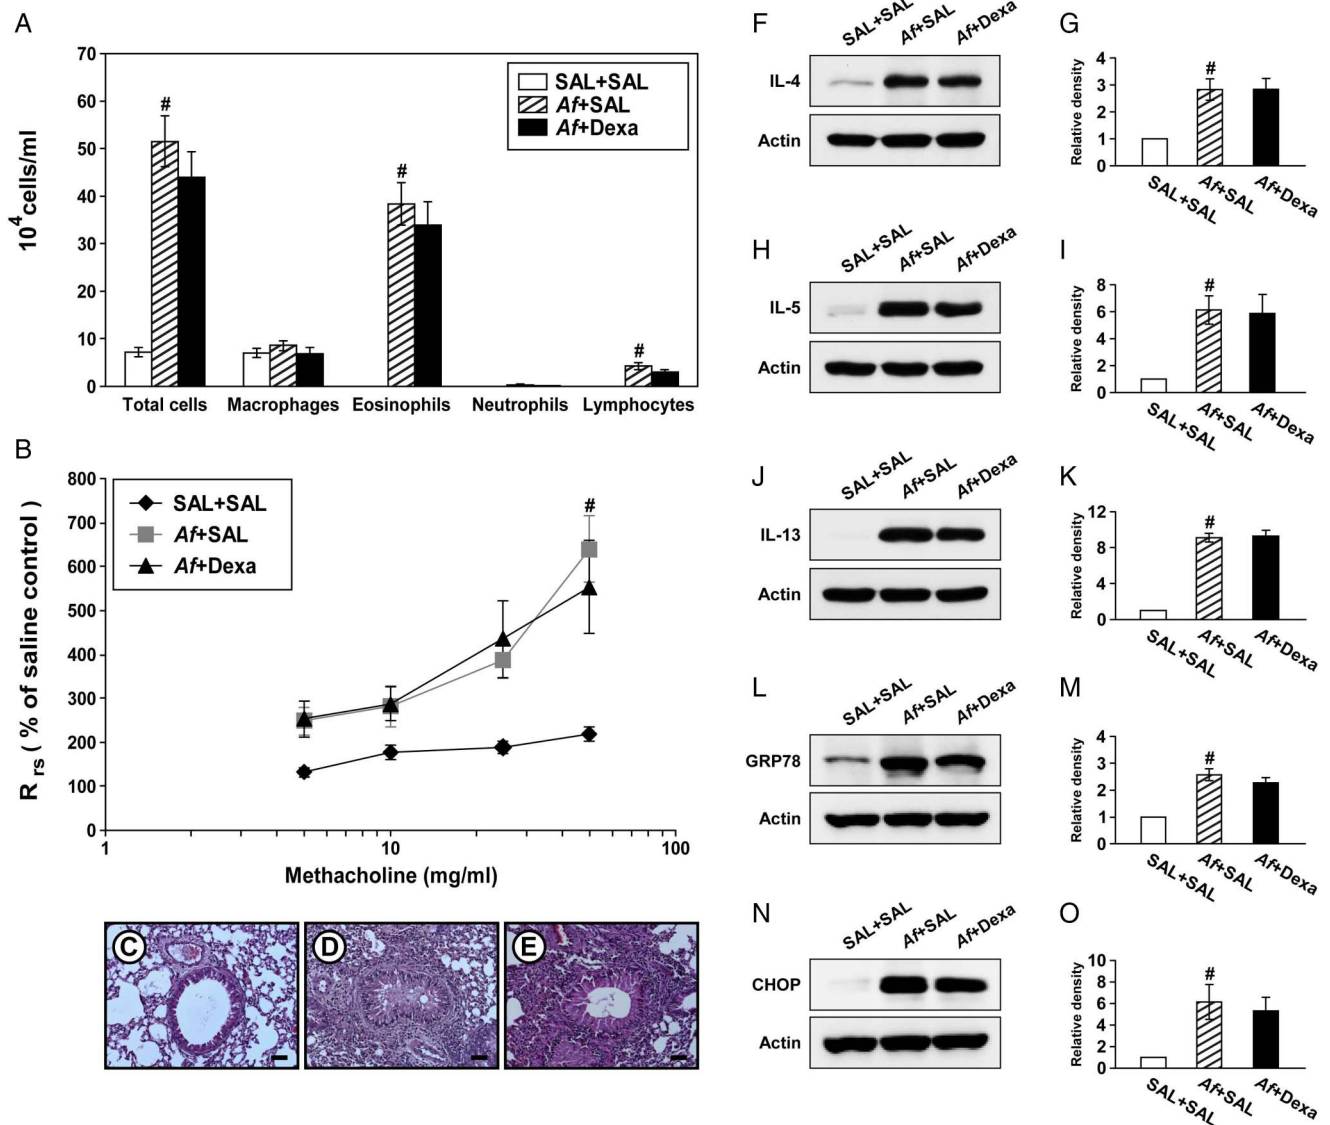 A
70
60
50
40
30
20
10
0
10⁴cells/ml
#
#
#
SAL+SAL
Af+SAL
Af+Dexa
Total cells Macrophages Eosinophils Neutrophils Lymphocytes
B
800
700
600
500
400
300
200
100
0
R rs ( % of saline control )
SAL+SAL
Af+SAL
Af+Dexa
#
1 10 100
Methacholine (mg/ml)
C D E
F
SAL+SAL Af+SAL Af+Dexa
IL-4
Actin
G
4
3
2
1
0
Relative density
#
SAL+SAL Af+SAL Af+Dexa
H
SAL+SAL Af+SAL Af+Dexa
IL-5
Actin
I
8
6
4
2
0
Relative density
#
SAL+SAL Af+SAL Af+Dexa
J
SAL+SAL Af+SAL Af+Dexa
IL-13
Actin
K
12
8
4
0
Relative density
#
SAL+SAL Af+SAL Af+Dexa
L
SAL+SAL Af+SAL Af+Dexa
GRP78
Actin
M
4
3
2
1
0
Relative density
#
SAL+SAL Af+SAL Af+Dexa
N
SAL+SAL Af+SAL Af+Dexa
CHOP
Actin
O
10
8
6
4
2
0
Relative density
#
SAL+SAL Af+SAL Af+Dexa